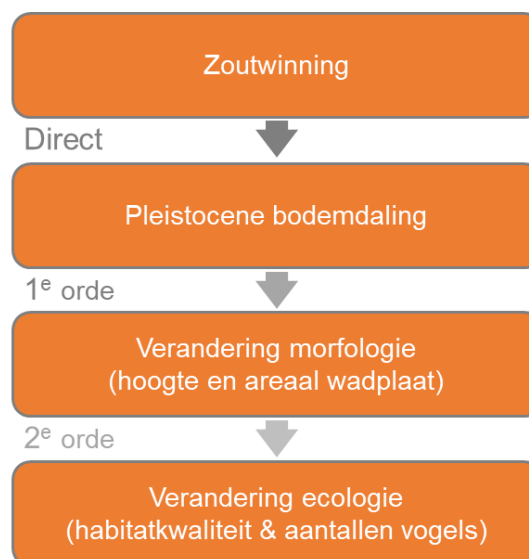 Zoutwinning
Direct
Pleistocene bodemdaling
1e orde
Verandering morfologie
(hoogte en areaal wadplaat)
2e orde
Verandering ecologie
(habitatkwaliteit & aantallen vogels)